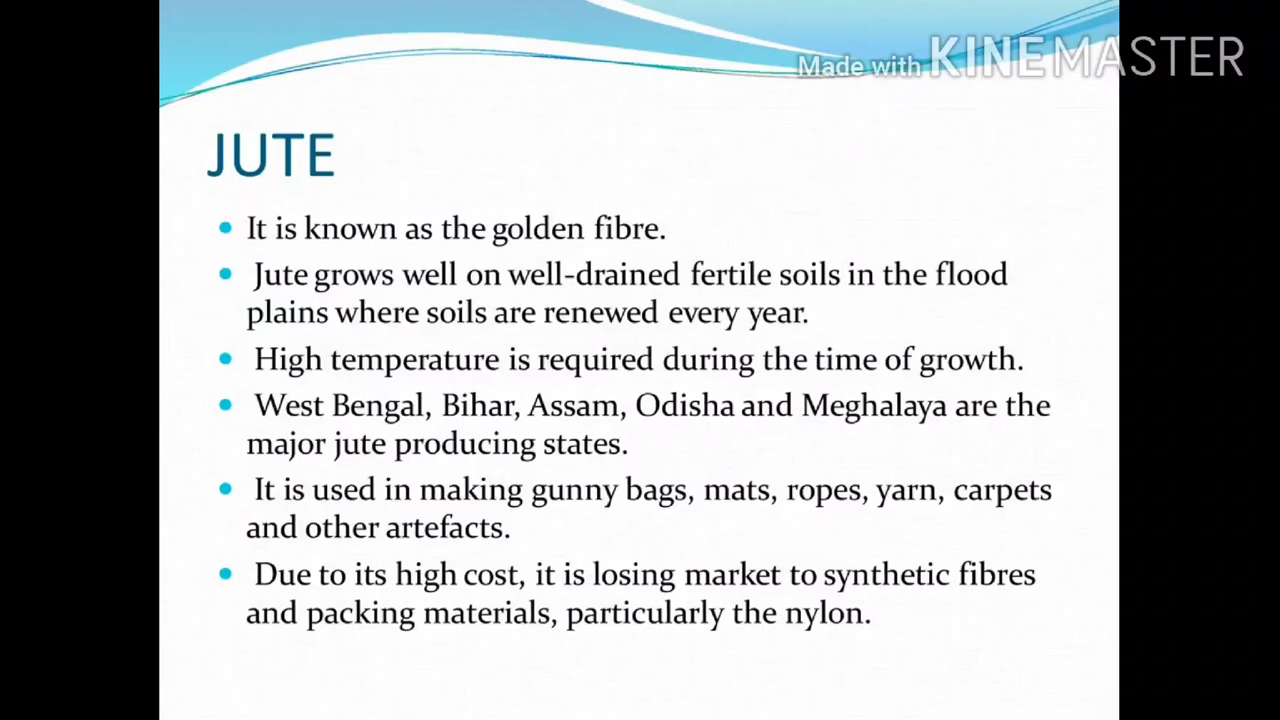 Made with KINEMASTER
JUTE
• It is known as the golden fibre.
• Jute grows well on well-drained fertile soils in the flood
plains where soils are renewed every year.
• High temperature is required during the time of growth.
• West Bengal, Bihar, Assam, Odisha and Meghalaya are the
major jute producing states.
• It is used in making gunny bags, mats, ropes, yarn, carpets
and other artefacts.
• Due to its high cost, it is losing market to synthetic fibres
and packing materials, particularly the nylon.